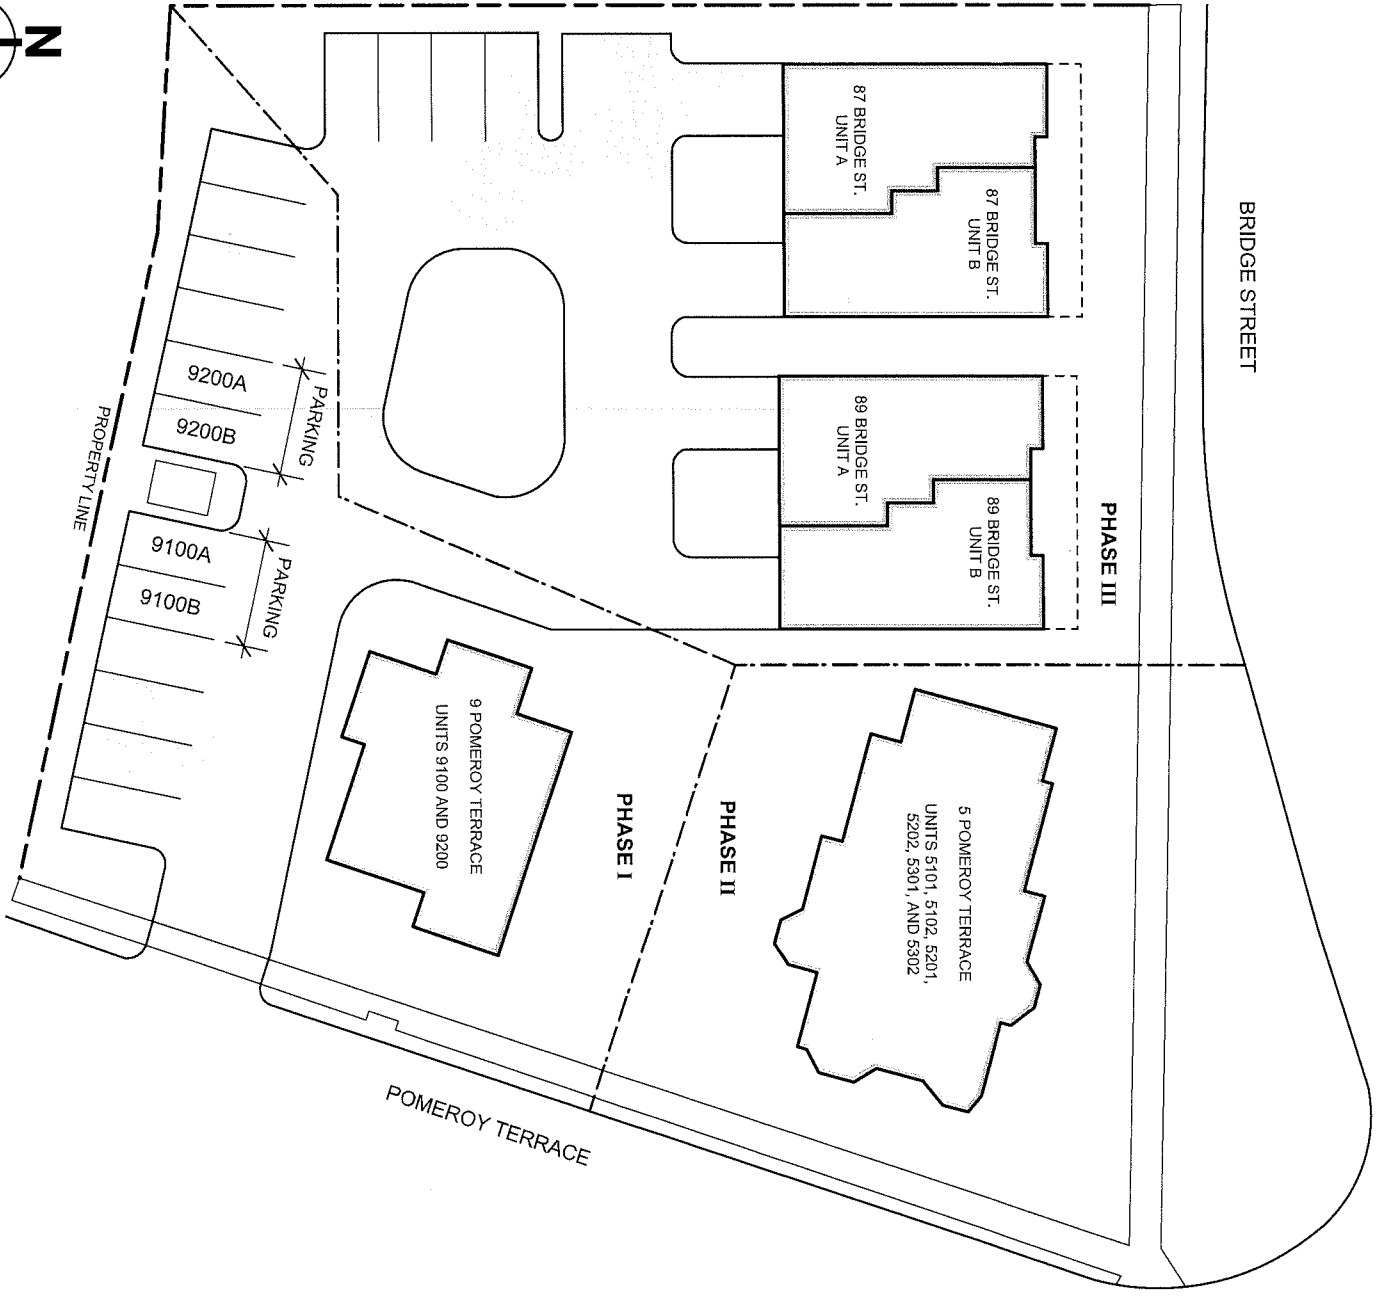 N
BRIDGE STREET
87 BRIDGE ST.
UNIT A
87 BRIDGE ST.
UNIT B
89 BRIDGE ST.
UNIT A
89 BRIDGE ST.
UNIT B
PHASE III
9200A
9200B
PARKING
PROPERTY LINE
9100A
9100B
PARKING
9 POMEROY TERRACE
UNITS 9100 AND 9200
PHASE I
PHASE II
5 POMEROY TERRACE
UNITS 5101, 5102, 5201,
5202, 5301, AND 5302
POMEROY TERRACE